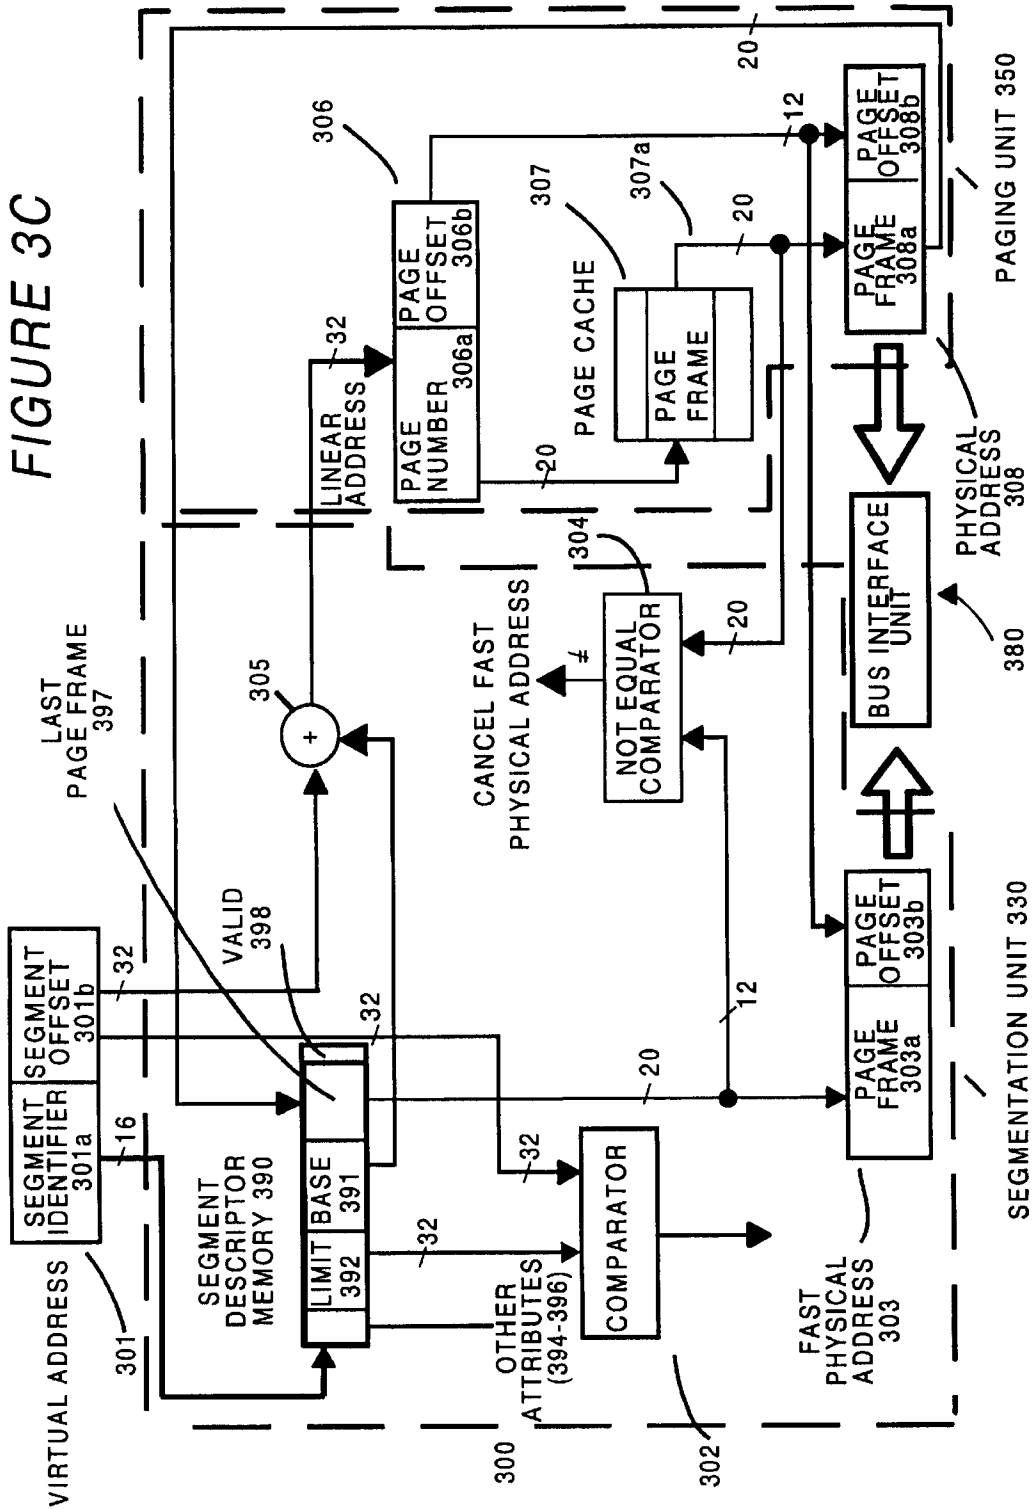 FIGURE 3C
VIRTUAL ADDRESS
301
SEGMENT
IDENTIFIER
301a
SEGMENT
OFFSET
301b
16
32
LAST
PAGE FRAME
397
VALID
398
SEGMENT
DESCRIPTOR
MEMORY 390
LIMIT
392
BASE
391
32
32
32
20
12
OTHER
ATTRIBUTES
(394-396)
COMPARATOR
302
300
305
+
LINEAR
ADDRESS
32
306
PAGE
NUMBER
306a
PAGE
OFFSET
306b
20
PAGE CACHE
307
307a
PAGE
FRAME
20
12
20
CANCEL FAST
PHYSICAL ADDRESS
≠
304
NOT EQUAL
COMPARATOR
20
FAST
PHYSICAL
ADDRESS
303
PAGE
FRAME
303a
PAGE
OFFSET
303b
BUS INTERFACE
UNIT
380
PAGE
FRAME
308a
PAGE
OFFSET
308b
PHYSICAL
ADDRESS
308
SEGMENTATION UNIT 330
PAGING UNIT 350